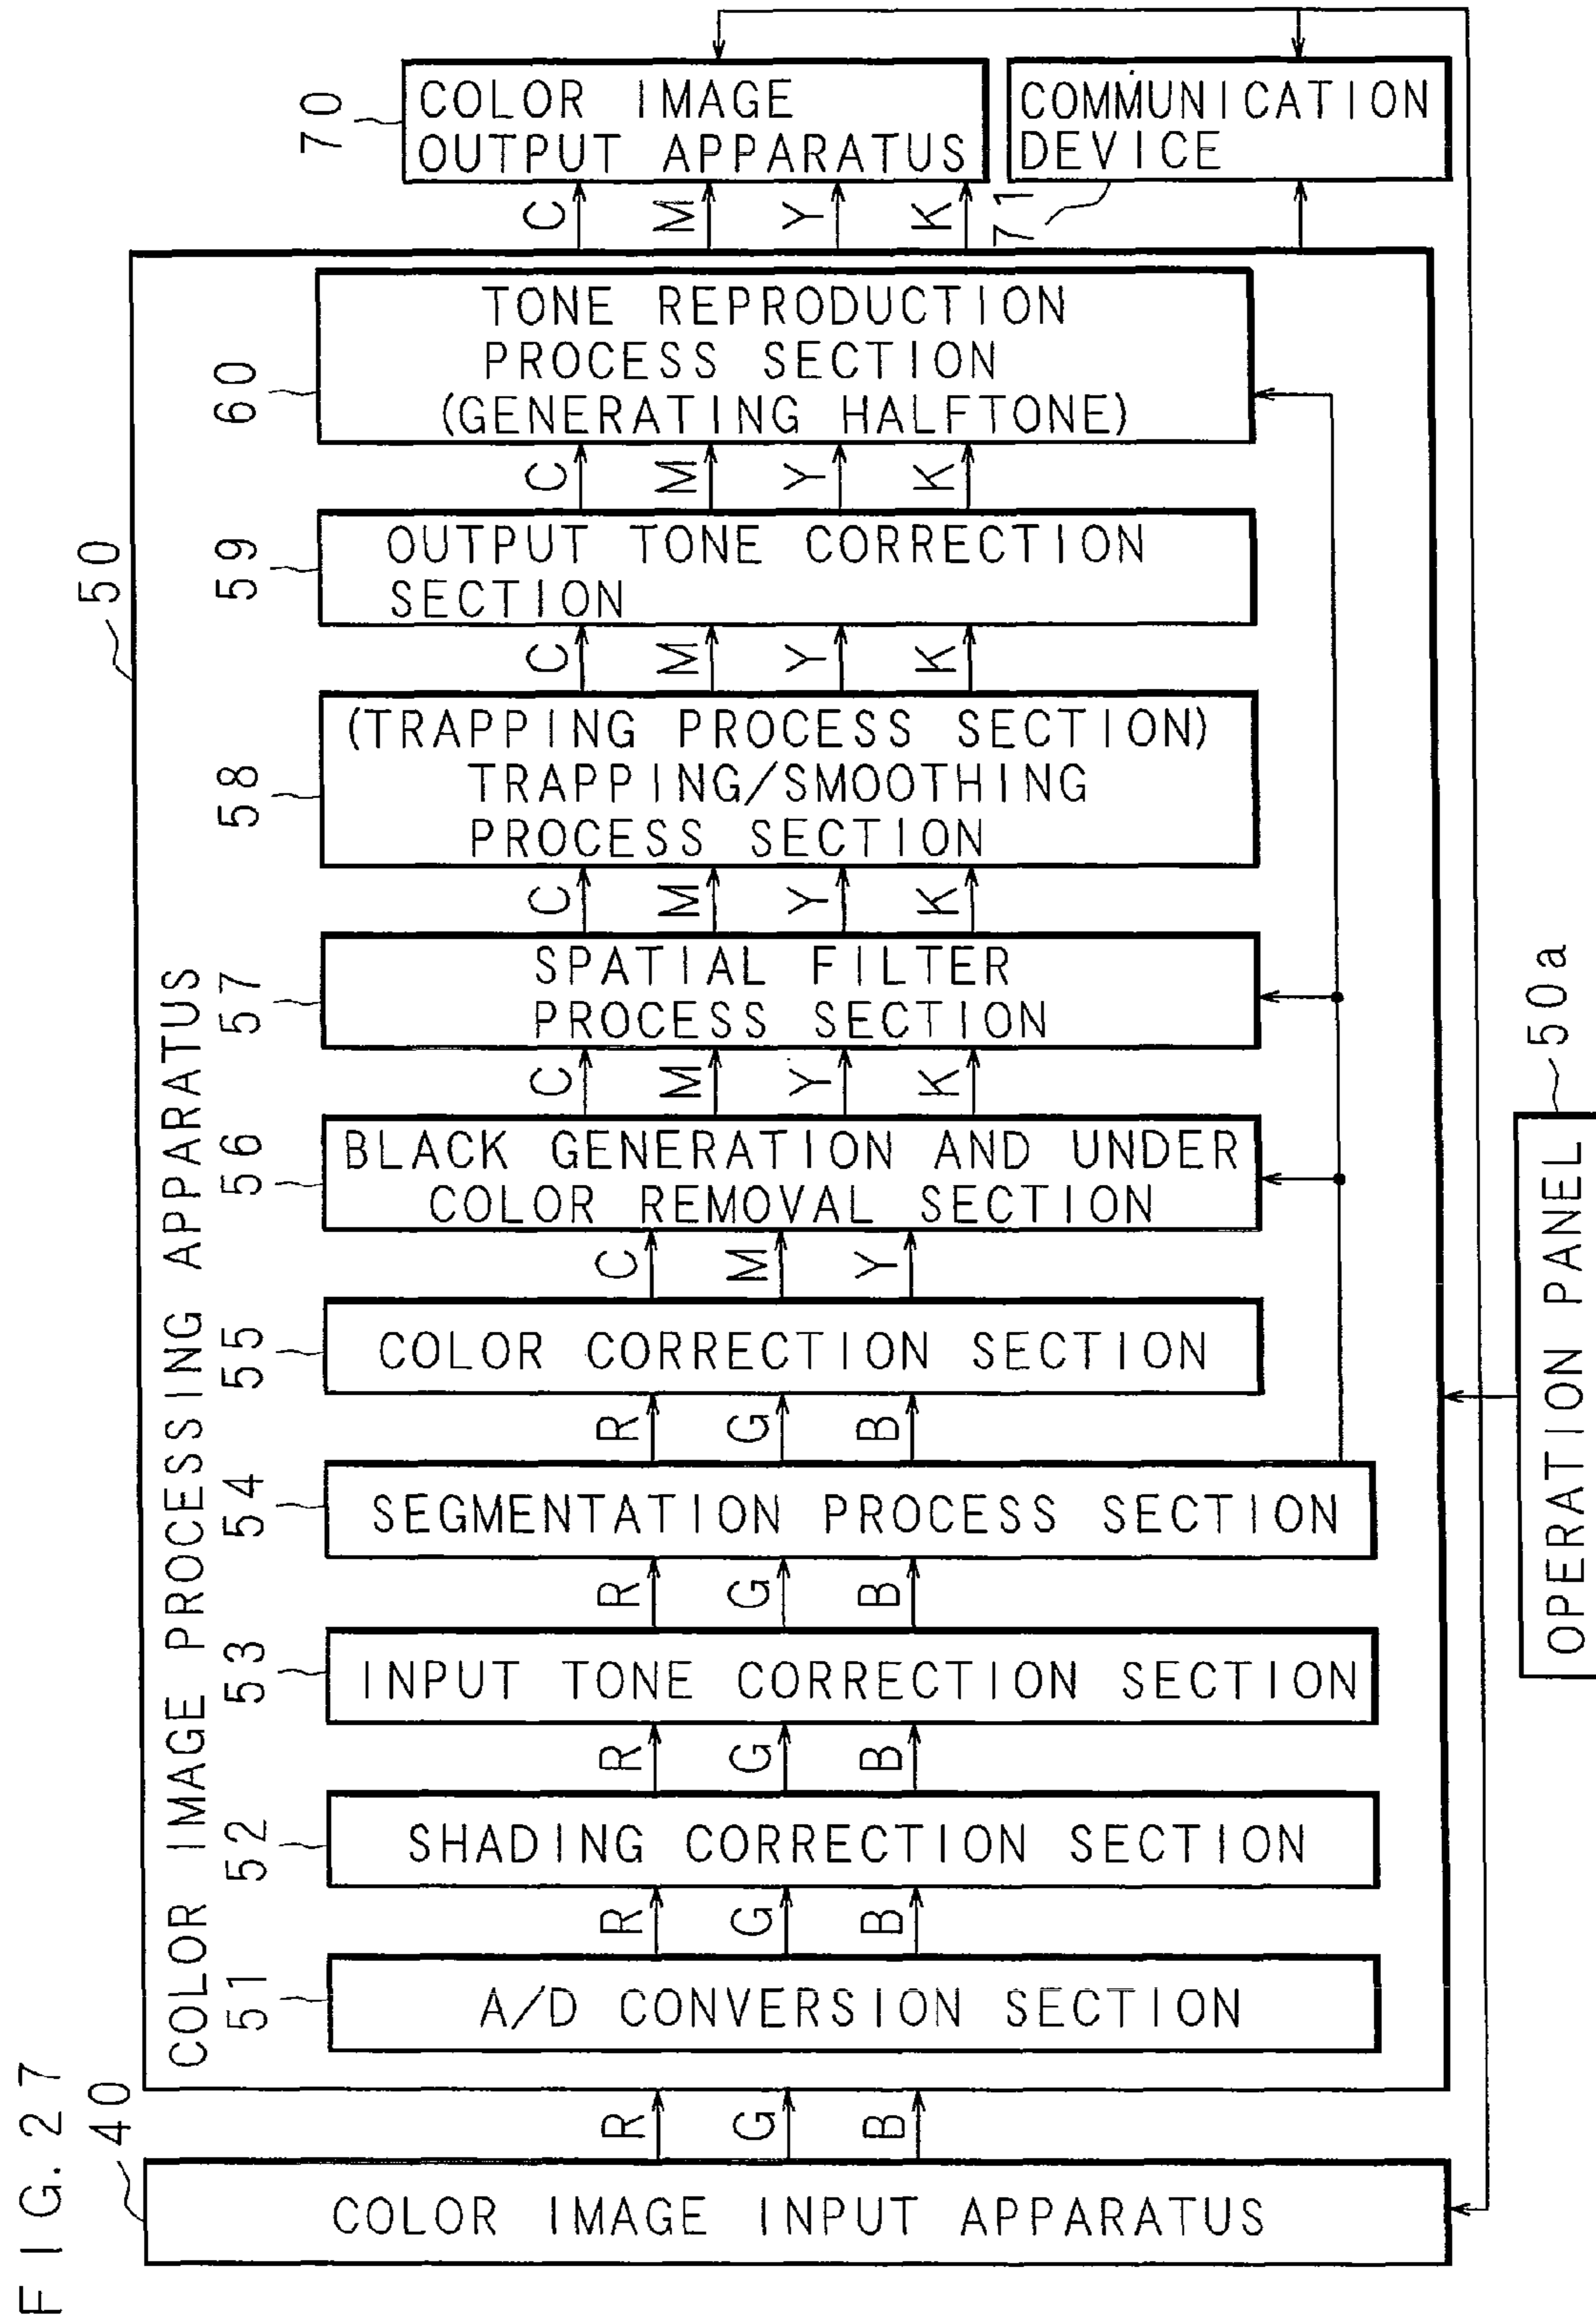 FIG. 27
40
COLOR IMAGE INPUT APPARATUS
R
G
B
50
COLOR IMAGE PROCESSING APPARATUS
51
A/D CONVERSION SECTION
R
G
B
52
SHADING CORRECTION SECTION
R
G
B
53
INPUT TONE CORRECTION SECTION
R
G
B
54
SEGMENTATION PROCESS SECTION
R
G
B
55
COLOR CORRECTION SECTION
C
M
Y
56
BLACK GENERATION AND UNDER
COLOR REMOVAL SECTION
C
M
Y
K
57
SPATIAL FILTER
PROCESS SECTION
C
M
Y
K
58
(TRAPPING PROCESS SECTION)
TRAPPING/SMOOTHING
PROCESS SECTION
C
M
Y
K
59
OUTPUT TONE CORRECTION
SECTION
C
M
Y
K
60
TONE REPRODUCTION
PROCESS SECTION
(GENERATING HALFTONE)
C
M
Y
K
70
COLOR IMAGE
OUTPUT APPARATUS
71
COMMUNICATION
DEVICE
50a
OPERATION PANEL